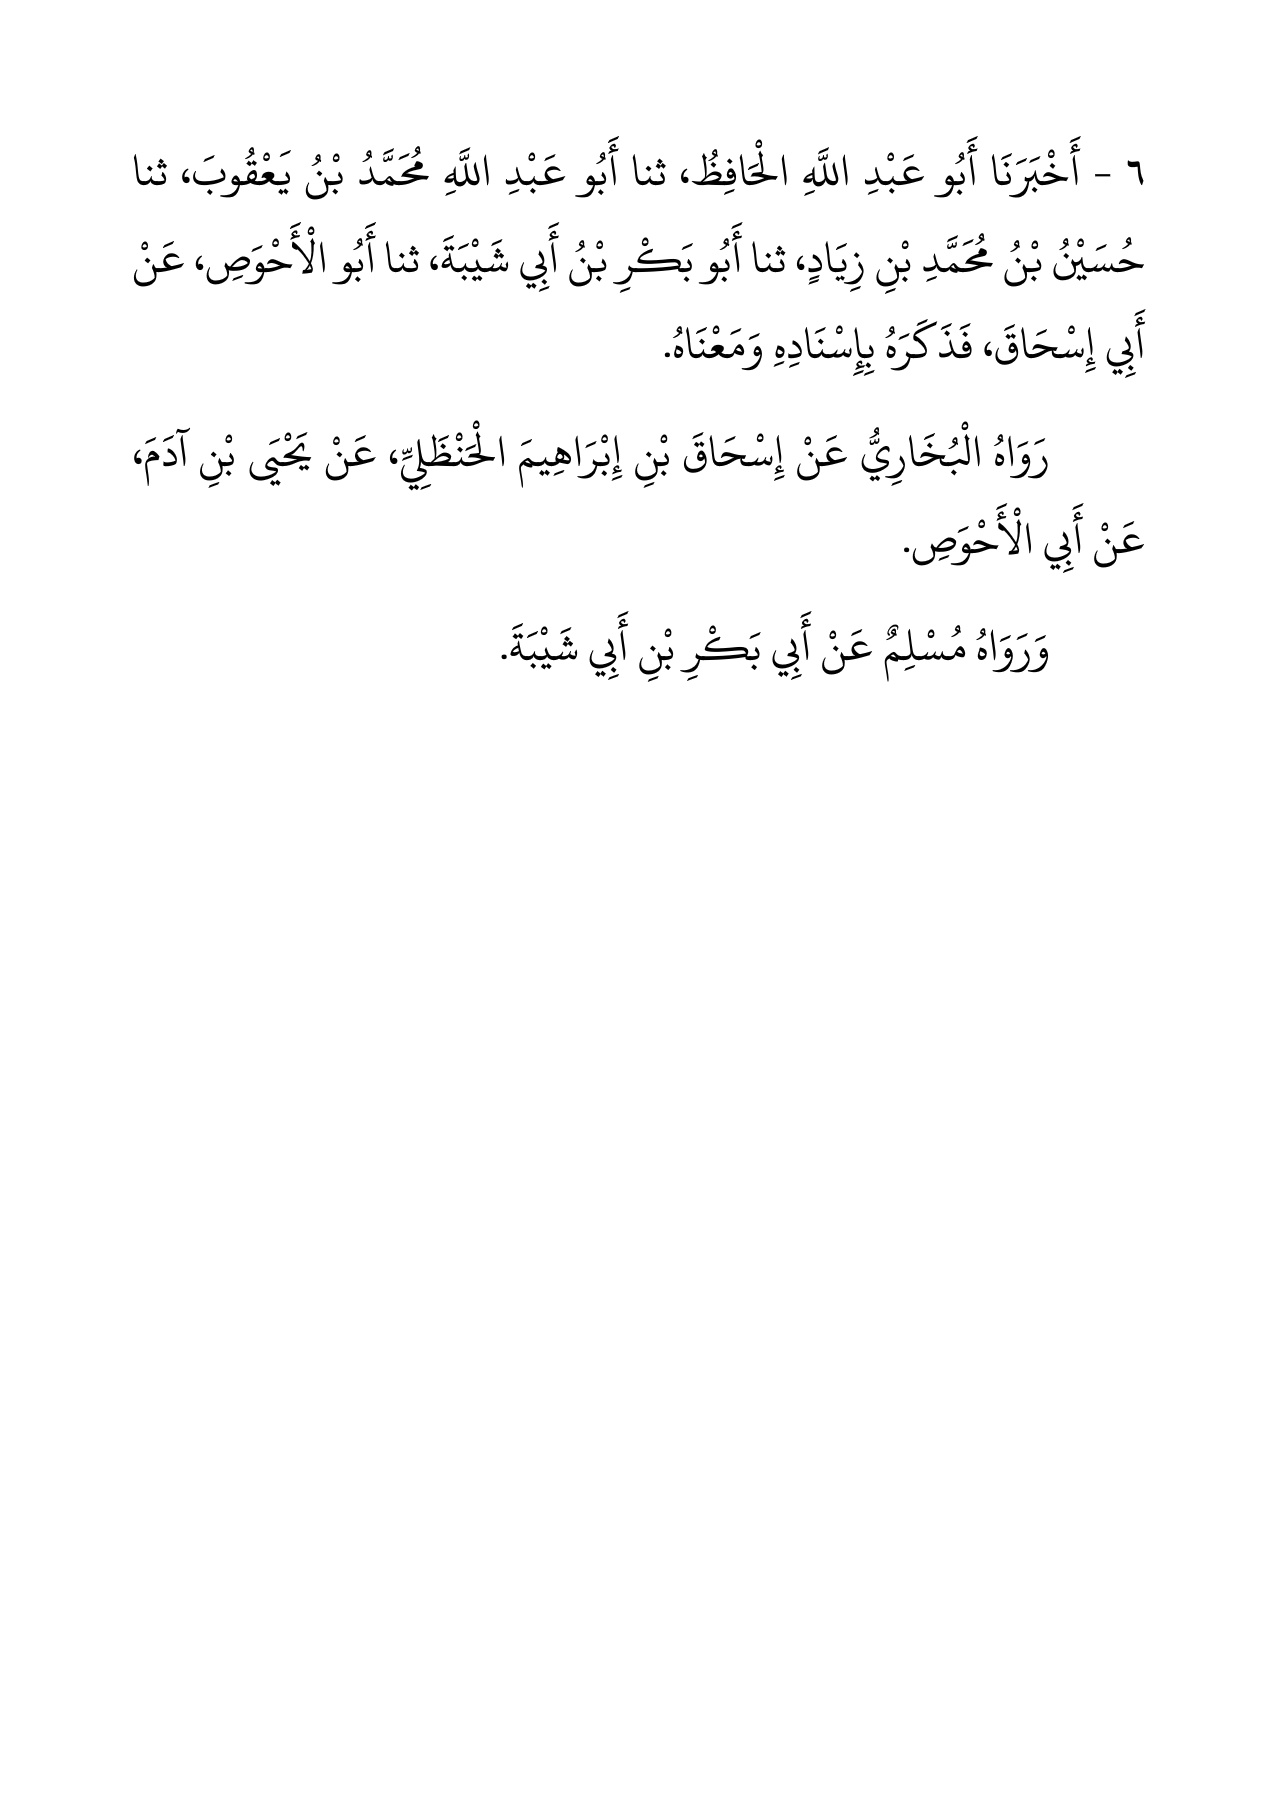 ٦ - أَخْبَرَنَا أَبُو عَبْدِ اللَّهِ الْحَافِظُ، ثنا أَبُو عَبْدِ اللَّهِ مُحَمَّدُ بْنُ يَعْقُوبَ، ثنا
حُسَيْنُ بْنُ مُحَمَّدِ بْنِ زِيَادٍ، ثنا أَبُو بَكْرِ بْنُ أَبِي شَيْبَةَ، ثنا أَبُو الْأَحْوَصِ، عَنْ
أَبِي إِسْحَاقَ، فَذَكَرَهُ بِإِسْنَادِهِ وَمَعْنَاهُ.
رَوَاهُ الْبُخَارِيُّ عَنْ إِسْحَاقَ بْنِ إِبْرَاهِيمَ الْحَنْظَلِيِّ، عَنْ يَحْيَى بْنِ آدَمَ،
عَنْ أَبِي الْأَحْوَصِ.
وَرَوَاهُ مُسْلِمٌ عَنْ أَبِي بَكْرِ بْنِ أَبِي شَيْبَةَ.